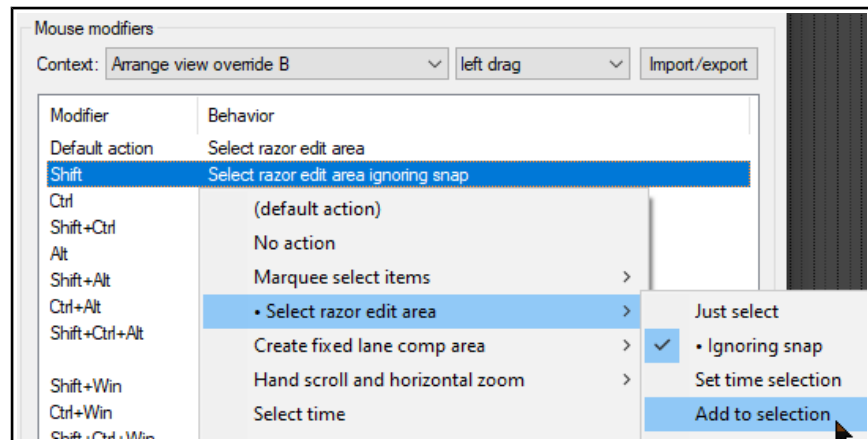 Mouse modifiers
Context: Arrange view override B left drag Import/export
Modifier Behavior
Default action Select razor edit area
Shift Select razor edit area ignoring snap
Ctrl
(default action)
Shift+Ctrl
No action
Alt
Shift+Alt
Marquee select items
Ctrl+Alt
• Select razor edit area
Just select
Shift+Ctrl+Alt
Create fixed lane comp area
• Ignoring snap
Shift+Win
Hand scroll and horizontal zoom
Set time selection
Ctrl+Win
Select time
Add to selection
Shift+Ctrl+Win